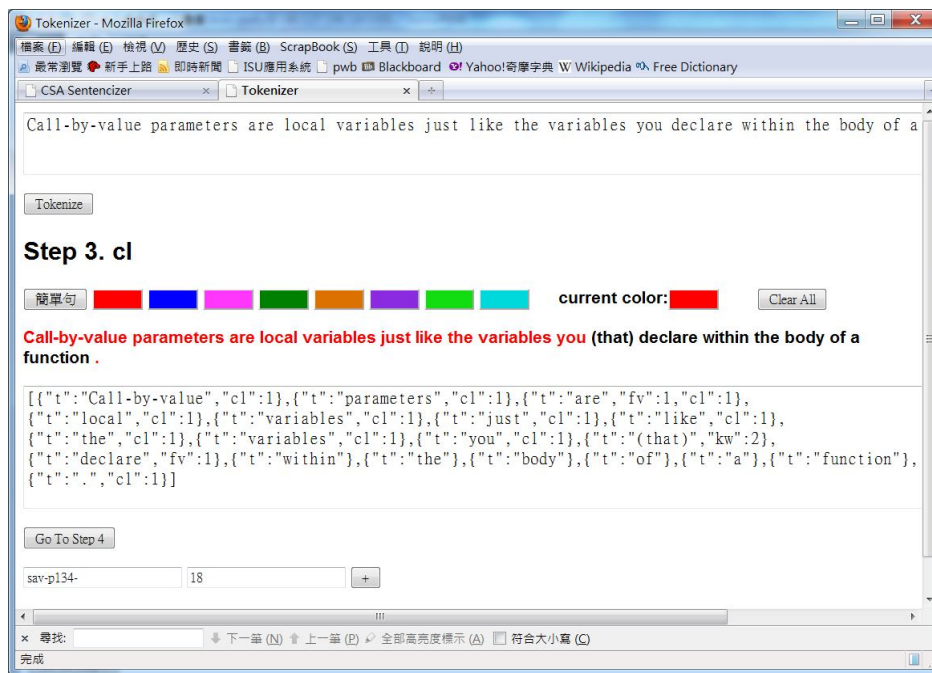 Tokenizer - Mozilla Firefox
檔案(F) 編輯(E) 檢視(V) 歷史(S) 書籤(B) ScrapBook(S) 工具(T) 說明(H)
最常瀏覽 新手上路 即時新聞 ISU應用系統 pwb Blackboard Yahoo!奇摩字典 W Wikipedia Free Dictionary
CSA Sentencizer × Tokenizer ×
Call-by-value parameters are local variables just like the variables you declare within the body of a
Tokenize
Step 3. cl
簡單句 current color: Clear All
Call-by-value parameters are local variables just like the variables you (that) declare within the body of a
function .
[{"t":"Call-by-value","cl":1},{"t":"parameters","cl":1},{"t":"are","fv":1,"cl":1},
{"t":"local","cl":1},{"t":"variables","cl":1},{"t":"just","cl":1},{"t":"like","cl":1},
{"t":"the","cl":1},{"t":"variables","cl":1},{"t":"you","cl":1},{"t":"(that)","kw":2},
{"t":"declare","fv":1},{"t":"within"},{"t":"the"},{"t":"body"},{"t":"of"},{"t":"a"},{"t":"function"},
{"t":".","cl":1}]
Go To Step 4
sav-p134- 18 +
× 尋找: 下一筆(N) 上一筆(P) 全部高亮度標示(A) 符合大小寫(C)
完成